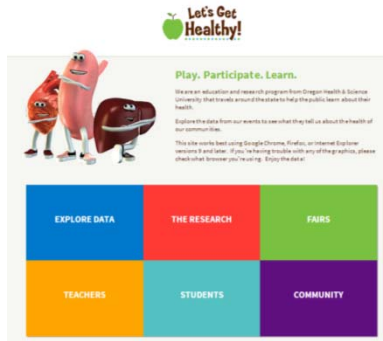 Let's Get
Healthy!
Play. Participate. Learn.
We are an education and research program from Oregon Health & Science
University that travels around the state to help the public learn about their
health.
Explore the data from our events to see what they tell us about the health of
our communities.
This site works best using Google Chrome, Firefox, or Internet Explorer
versions 9 and later. If you're having trouble with any of the graphics, please
check what browser you're using. Enjoy the data!
EXPLORE DATA
THE RESEARCH
FAIRS
TEACHERS
STUDENTS
COMMUNITY